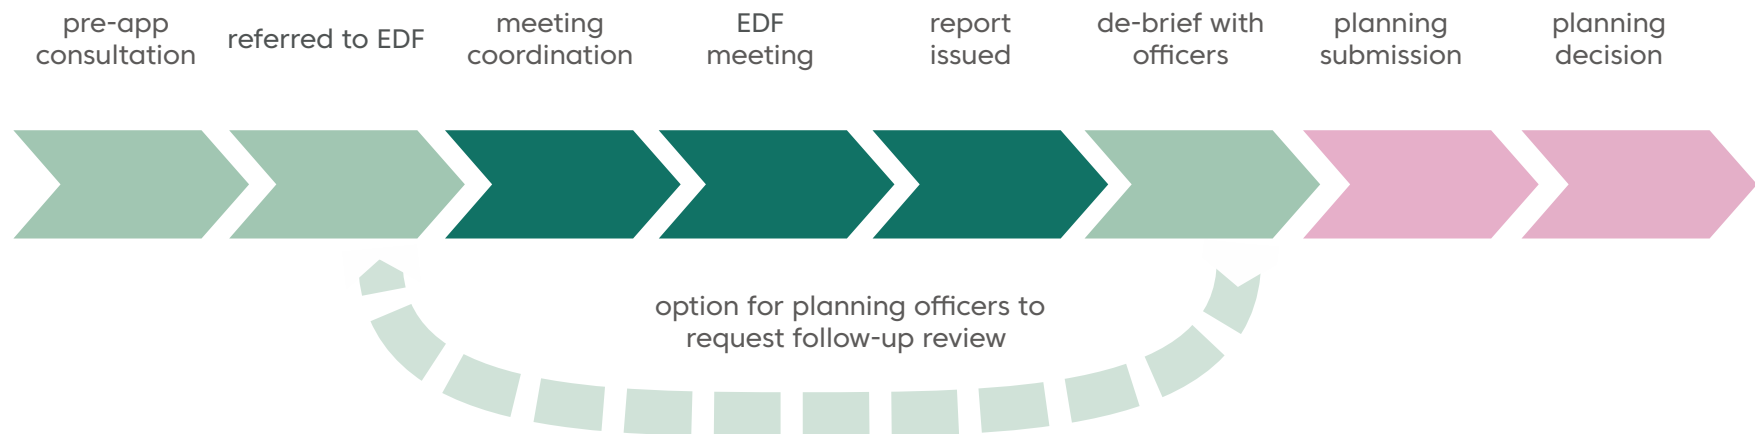 pre-app
consultation
referred to EDF
meeting
coordination
EDF
meeting
report
issued
de-brief with
officers
planning
submission
planning
decision
option for planning officers to
request follow-up review